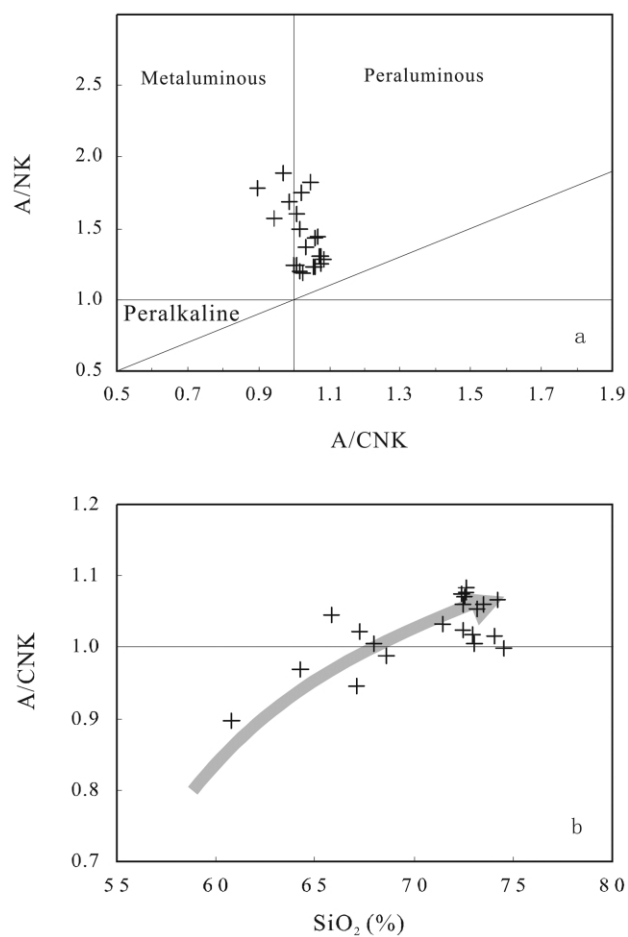 2.5
2.0
1.5
1.0
0.5
A/NK
Metaluminous
Peraluminous
Peralkaline
a
0.5 0.7 0.9 1.1 1.3 1.5 1.7 1.9
A/CNK
1.2
1.1
1.0
0.9
0.8
0.7
A/CNK
b
55 60 65 70 75 80
SiO₂ (%)